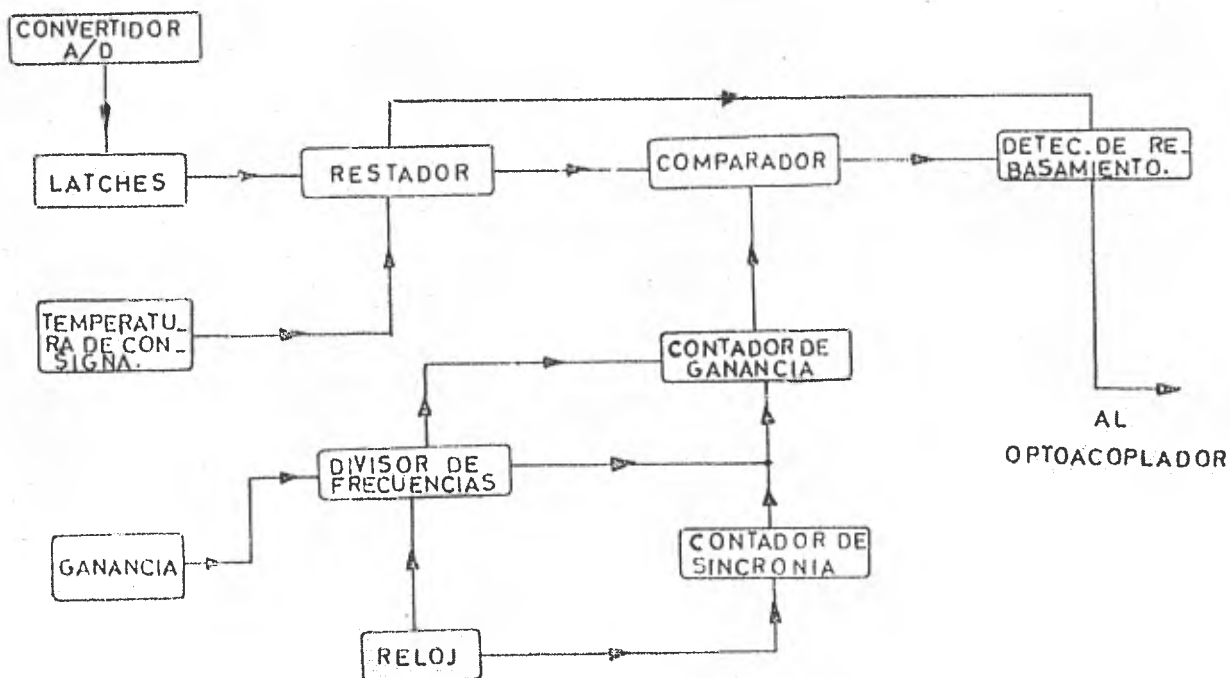 CONVERTIDOR
A/D
LATCHES
RESTADOR
COMPARADOR
DETEC. DE RE_
BASAMIENTO.
TEMPERATU_
RA DE CON_
SIGNA.
CONTADOR DE
GANANCIA
AL
OPTOACOPLADOR
DIVISOR DE
FRECUENCIAS
GANANCIA
CONTADOR DE
SINCRONIA
RELOJ